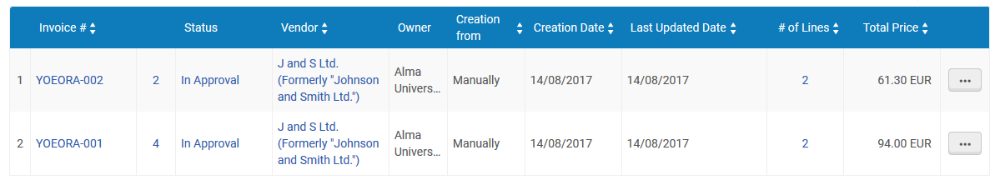 Invoice # Status Vendor Owner Creation from Creation Date Last Updated Date # of Lines Total Price
1 YOEORA-002 2 In Approval J and S Ltd. (Formerly "Johnson and Smith Ltd.") Alma Univers... Manually 14/08/2017 14/08/2017 2 61.30 EUR ...
2 YOEORA-001 4 In Approval J and S Ltd. (Formerly "Johnson and Smith Ltd.") Alma Univers... Manually 14/08/2017 14/08/2017 2 94.00 EUR ...